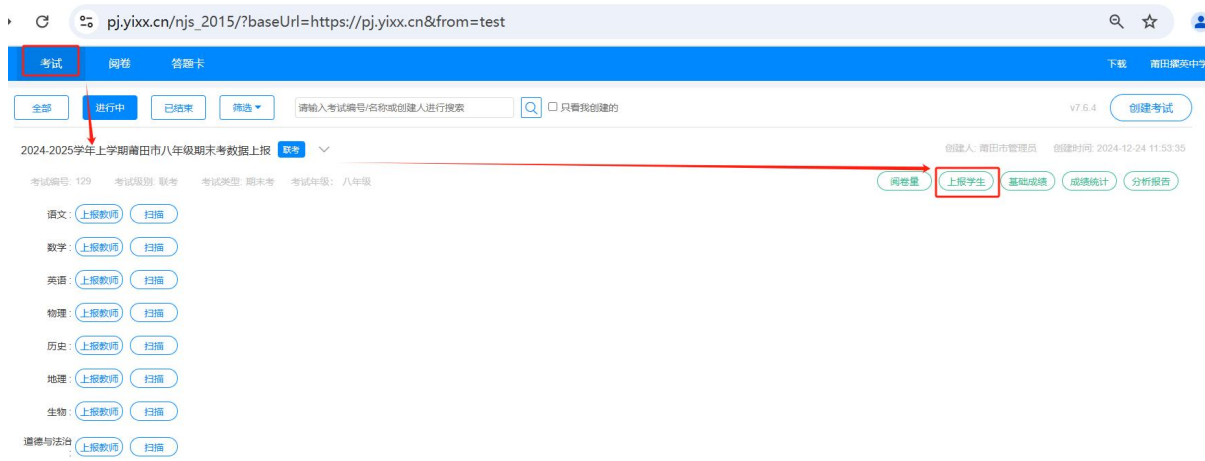 pj.yixx.cn/njs_2015/?baseUrl=https://pj.yixx.cn&from=test
考试 阅卷 答题卡 下载 莆田擢英中学
全部 进行中 已结束 筛选 请输入考试编号/名称或创建人进行搜索 只看我创建的 v7.6.4 创建考试
2024-2025学年上学期莆田市八年级期末考数据上报 联考 创建人: 莆田市管理员 创建时间: 2024-12-24 11:53:35
考试编号: 129 考试级别: 联考 考试类型: 期末考 考试年级: 八年级 阅卷量 上报学生 基础成绩 成绩统计 分析报告
语文: 上报教师 扫描
数学: 上报教师 扫描
英语: 上报教师 扫描
物理: 上报教师 扫描
历史: 上报教师 扫描
地理: 上报教师 扫描
生物: 上报教师 扫描
道德与法治: 上报教师 扫描